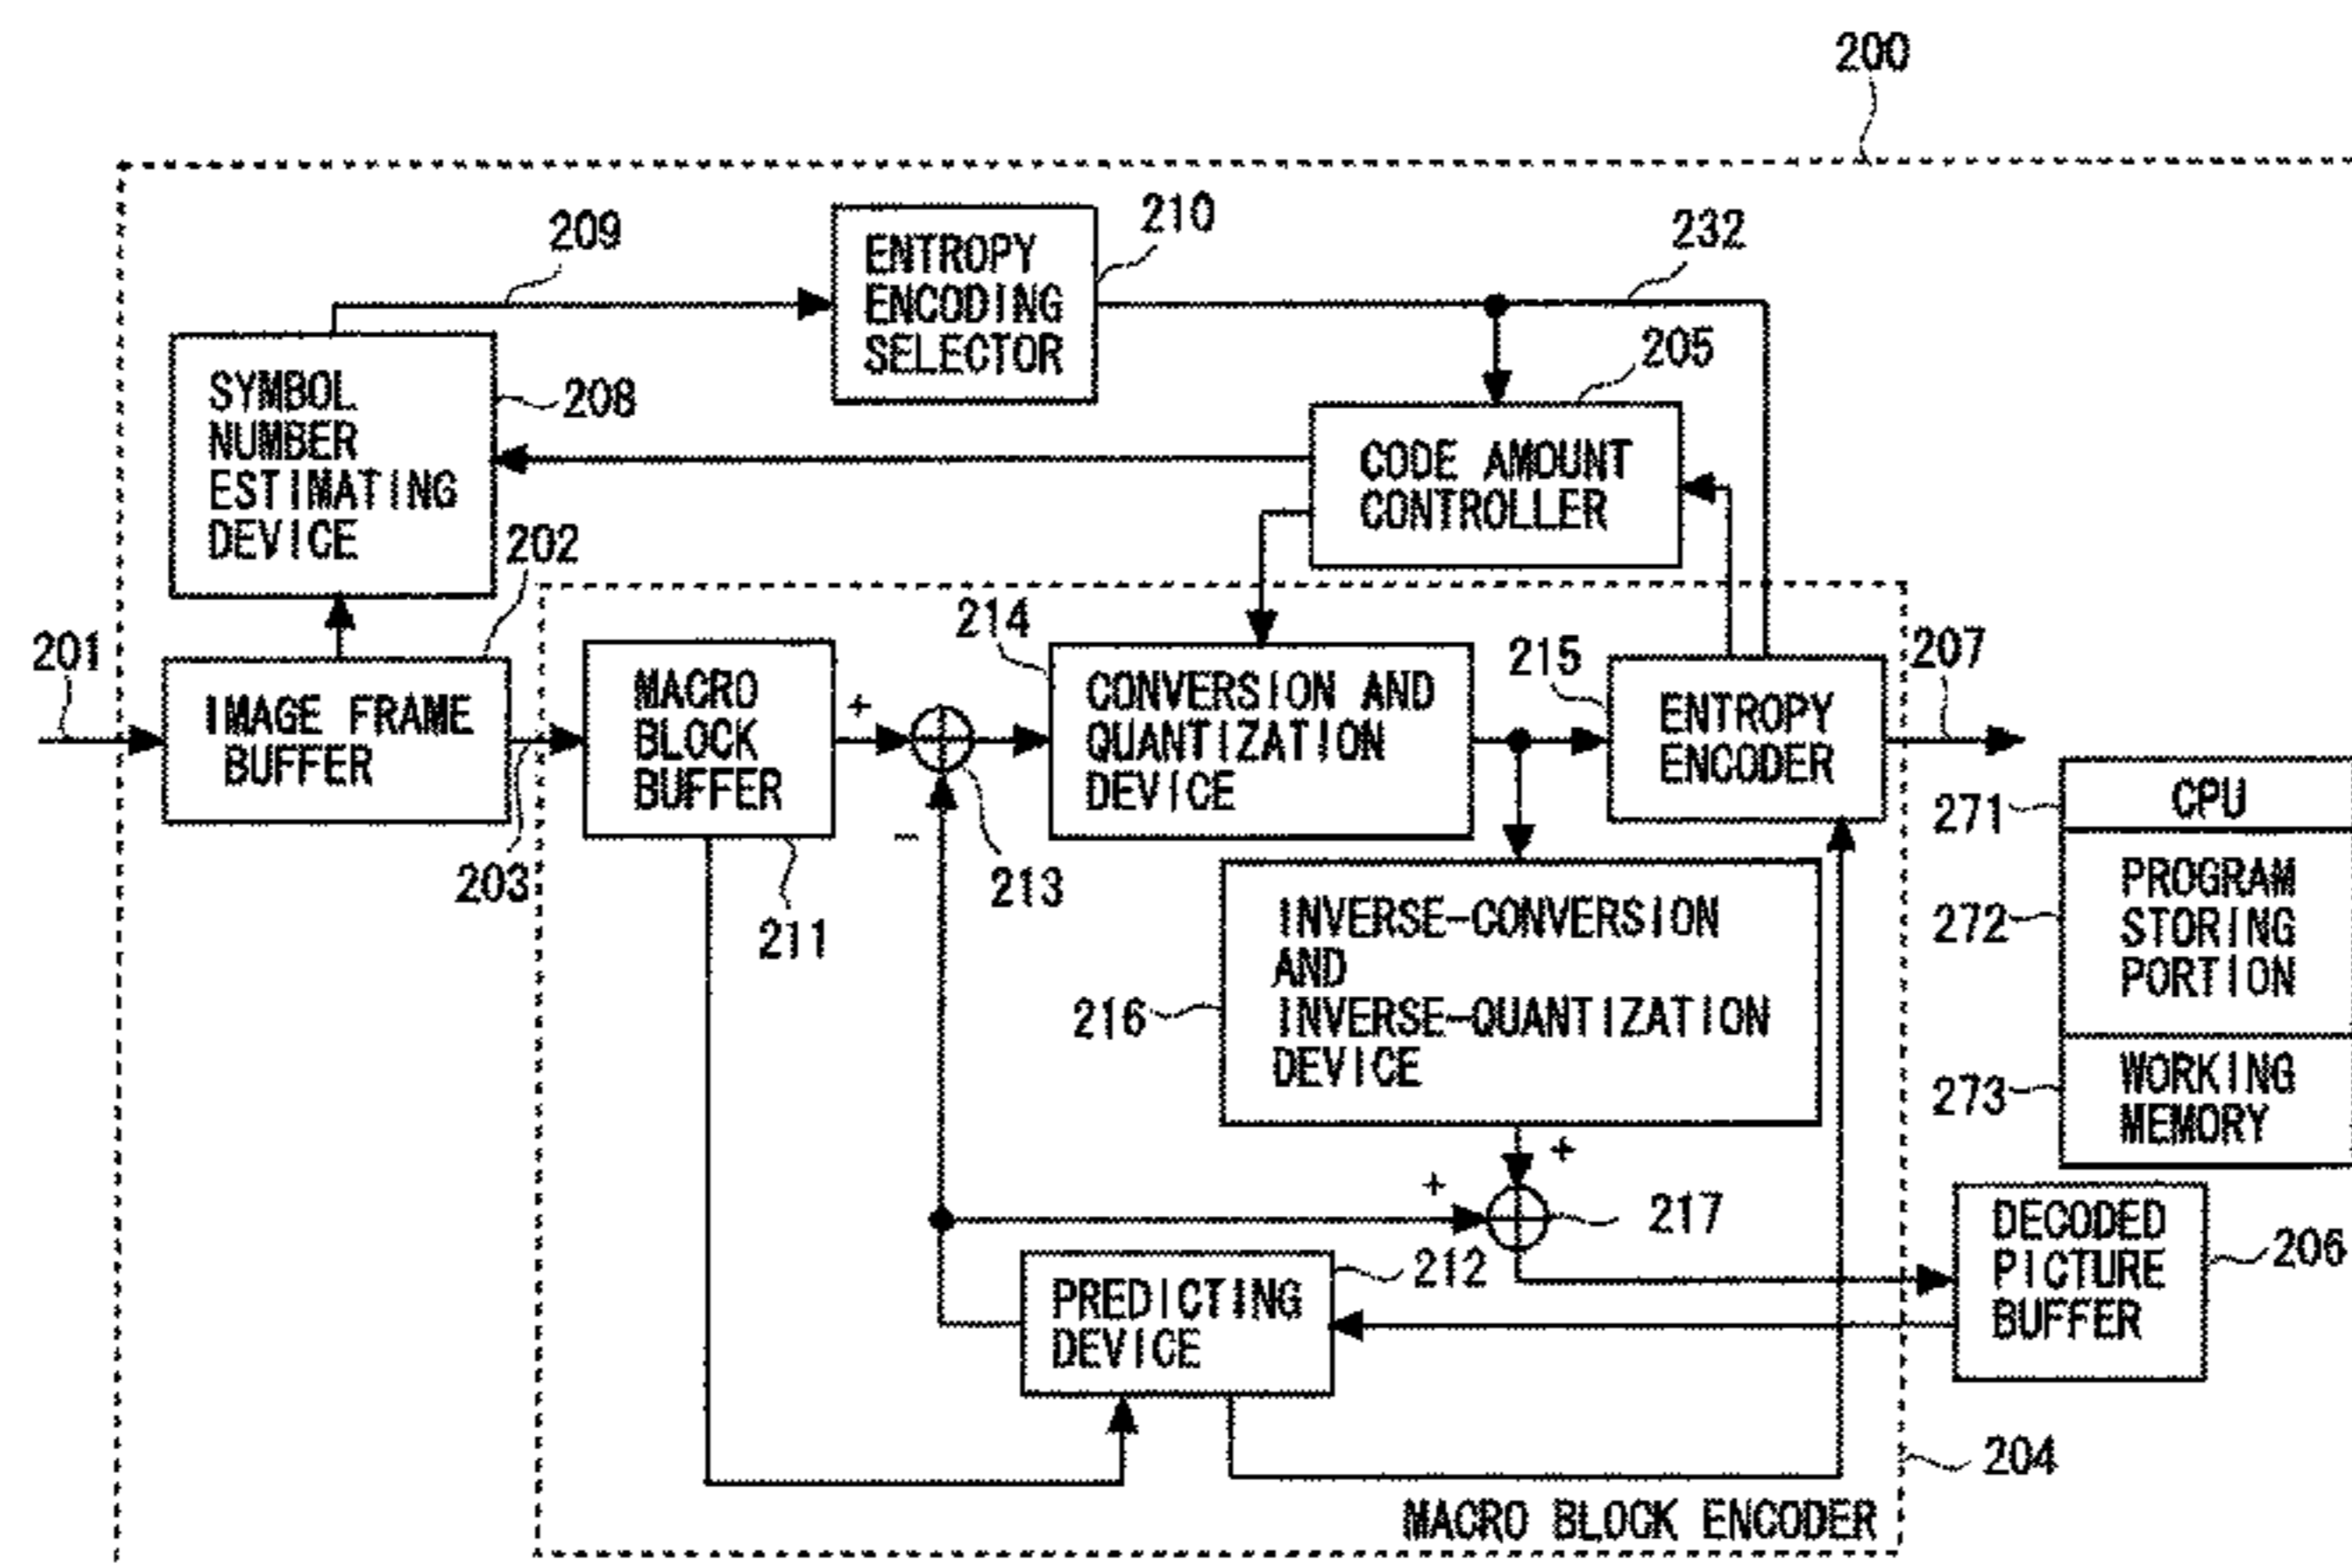 200
209
ENTROPY
ENCODING
SELECTOR
210
232
205
SYMBOL
NUMBER
ESTIMATING
DEVICE
208
CODE AMOUNT
CONTROLLER
202
201
IMAGE FRAME
BUFFER
203
MACRO
BLOCK
BUFFER
211
+
-
213
214
CONVERSION AND
QUANTIZATION
DEVICE
215
ENTROPY
ENCODER
207
271
CPU
272
PROGRAM
STORING
PORTION
273
WORKING
MEMORY
216
INVERSE-CONVERSION
AND
INVERSE-QUANTIZATION
DEVICE
+
+
217
212
PREDICTING
DEVICE
DECODED
PICTURE
BUFFER
206
204
MACRO BLOCK ENCODER